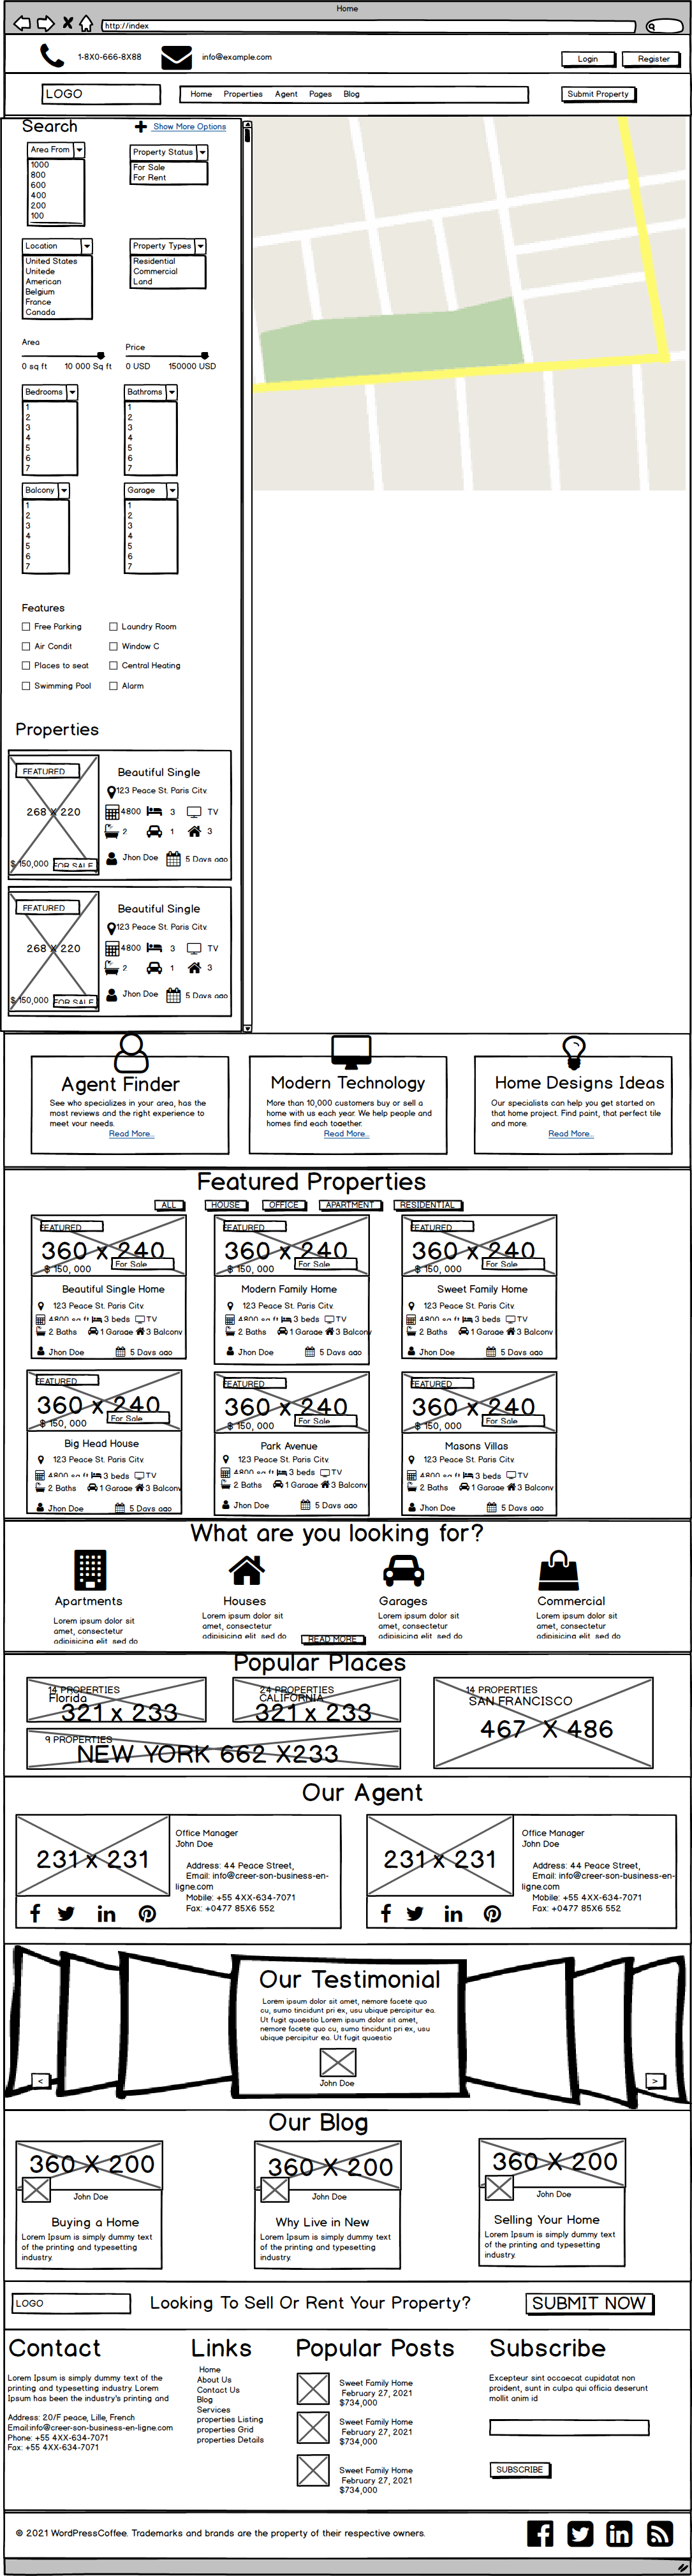 Home
http://index
1-8X0-666-8X88
info@example.com
Login
Register
LOGO
Home Properties Agent Pages Blog
Submit Property
Search
Show More Options
Area From
1000
800
600
400
200
100
Property Status
For Sale
For Rent
Location
United States
Unitede
American
Belgium
France
Canada
Property Types
Residential
Commercial
Land
Area
0 sq ft 10 000 Sq ft
Price
0 USD 150000 USD
Bedrooms
1
2
3
4
5
6
7
Bathroms
1
2
3
4
5
6
7
Balcony
1
2
3
4
5
6
7
Garage
1
2
3
4
5
6
7
Features
Free Parking Laundry Room
Air Condit Window C
Places to seat Central Heating
Swimming Pool Alarm
Properties
FEATURED
268 X 220
$ 150,000 FOR SALE
Beautiful Single
123 Peace St. Paris City.
4800 3 TV
2 1 3
Jhon Doe 5 Days ago
FEATURED
268 X 220
$ 150,000 FOR SALE
Beautiful Single
123 Peace St. Paris City.
4800 3 TV
2 1 3
Jhon Doe 5 Days ago
Agent Finder
See who specializes in your area, has the
most reviews and the right experience to
meet your needs.
Read More...
Modern Technology
More than 10,000 customers buy or sell a
home with us each year. We help people and
homes find each together.
Read More...
Home Designs Ideas
Our specialists can help you get started on
that home project. Find paint, that perfect tile
and more.
Read More...
Featured Properties
ALL HOUSE OFFICE APARTMENT RESIDENTIAL
FEATURED
360 x 240
$ 150, 000 For Sale
Beautiful Single Home
123 Peace St. Paris City.
4800 sq ft 3 beds TV
2 Baths 1 Garage 3 Balcony
Jhon Doe 5 Days ago
FEATURED
360 x 240
$ 150, 000 For Sale
Modern Family Home
123 Peace St. Paris City.
4800 sq ft 3 beds TV
2 Baths 1 Garage 3 Balcony
Jhon Doe 5 Days ago
FEATURED
360 x 240
$ 150, 000 For Sale
Sweet Family Home
123 Peace St. Paris City.
4800 sq ft 3 beds TV
2 Baths 1 Garage 3 Balcony
Jhon Doe 5 Days ago
FEATURED
360 x 240
$ 150, 000 For Sale
Big Head House
123 Peace St. Paris City.
4800 sq ft 3 beds TV
2 Baths 1 Garage 3 Balcony
Jhon Doe 5 Days ago
FEATURED
360 x 240
$ 150, 000 For Sale
Park Avenue
123 Peace St. Paris City.
4800 sq ft 3 beds TV
2 Baths 1 Garage 3 Balcony
Jhon Doe 5 Days ago
FEATURED
360 x 240
$ 150, 000 For Sale
Masons Villas
123 Peace St. Paris City.
4800 sq ft 3 beds TV
2 Baths 1 Garage 3 Balcony
Jhon Doe 5 Days ago
What are you looking for?
Apartments
Lorem ipsum dolor sit
amet, consectetur
adipisicing elit, sed do
Houses
Lorem ipsum dolor sit
amet, consectetur
adipisicing elit, sed do
Garages
Lorem ipsum dolor sit
amet, consectetur
adipisicing elit, sed do
Commercial
Lorem ipsum dolor sit
amet, consectetur
adipisicing elit, sed do
READ MORE
Popular Places
14 PROPERTIES
Florida
321 x 233
24 PROPERTIES
CALIFORNIA
321 x 233
14 PROPERTIES
SAN FRANCISCO
467 X 486
9 PROPERTIES
NEW YORK 662 X233
Our Agent
231 x 231
Office Manager
John Doe
Address: 44 Peace Street,
Email: info@creer-son-business-en-
ligne.com
Mobile: +55 4XX-634-7071
Fax: +0477 85X6 552
231 x 231
Office Manager
John Doe
Address: 44 Peace Street,
Email: info@creer-son-business-en-
ligne.com
Mobile: +55 4XX-634-7071
Fax: +0477 85X6 552
Our Testimonial
Lorem ipsum dolor sit amet, nemore facete quo
cu, sumo tincidunt pri ex, usu ubique percipitur ea.
Ut fugit quaestio Lorem ipsum dolor sit amet,
nemore facete quo cu, sumo tincidunt pri ex, usu
ubique percipitur ea. Ut fugit quaestio
John Doe
< >
Our Blog
360 X 200
John Doe
Buying a Home
Lorem Ipsum is simply dummy text
of the printing and typesetting
industry.
360 X 200
John Doe
Why Live in New
Lorem Ipsum is simply dummy text
of the printing and typesetting
industry.
360 X 200
John Doe
Selling Your Home
Lorem Ipsum is simply dummy text
of the printing and typesetting
industry.
LOGO
Looking To Sell Or Rent Your Property?
SUBMIT NOW
Contact
Lorem Ipsum is simply dummy text of the
printing and typesetting industry. Lorem
Ipsum has been the industry's printing and
Address: 20/F peace, Lille, French
Email:info@creer-son-business-en-ligne.com
Phone: +55 4XX-634-7071
Fax: +55 4XX-634-7071
Links
Home
About Us
Contact Us
Blog
Services
properties Listing
properties Grid
properties Details
Popular Posts
Sweet Family Home
February 27, 2021
$734,000
Sweet Family Home
February 27, 2021
$734,000
Sweet Family Home
February 27, 2021
$734,000
Subscribe
Excepteur sint occaecat cupidatat non
proident, sunt in culpa qui officia deserunt
mollit anim id
SUBSCRIBE
© 2021 WordPressCoffee. Trademarks and brands are the property of their respective owners.